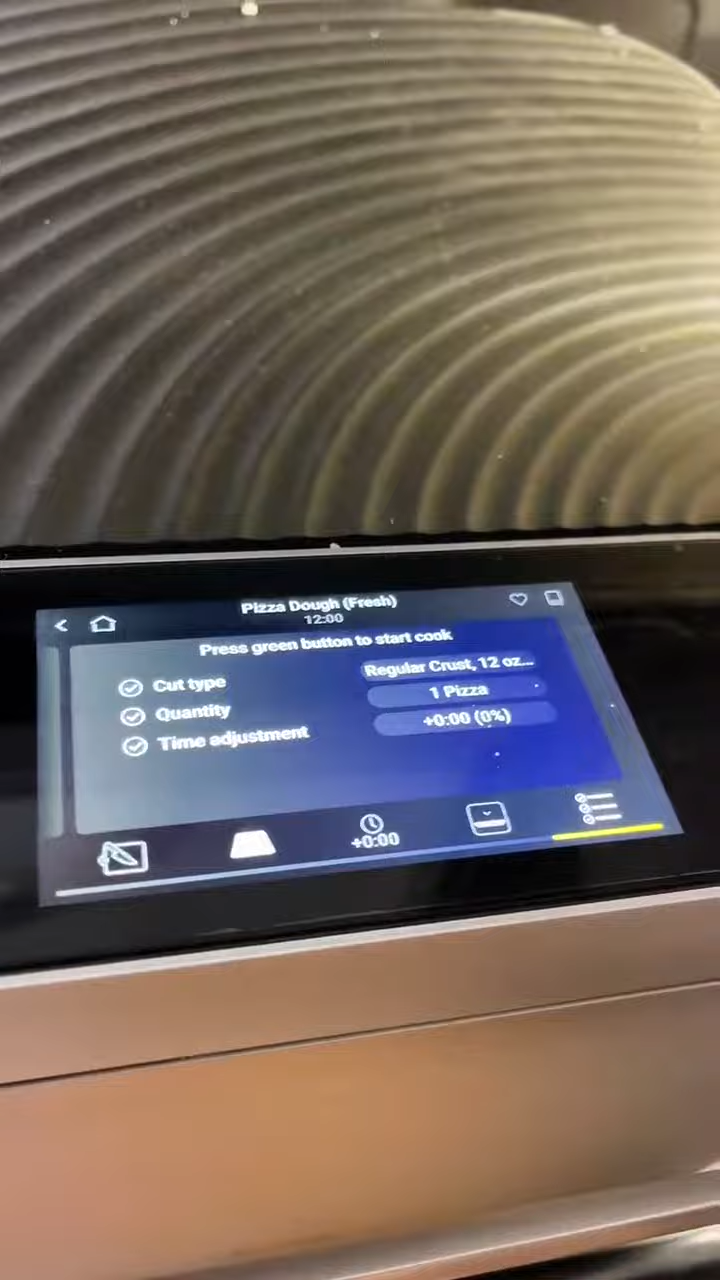 Pizza Dough (Fresh)
12:00
Press green button to start cook
Cut type
Regular Crust, 12 oz...
Quantity
1 Pizza
Time adjustment
+0:00 (0%)
+0:00